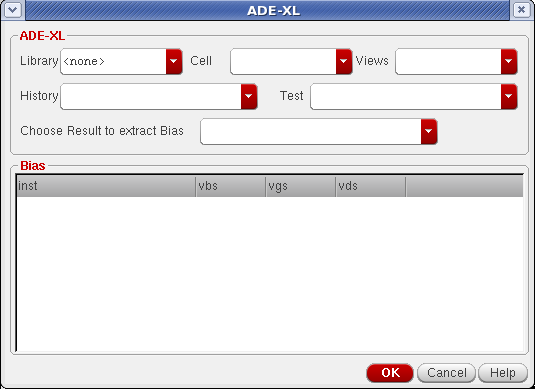 ADE-XL
ADE-XL
Library <none> Cell Views
History Test
Choose Result to extract Bias
Bias
inst vbs vgs vds
OK Cancel Help